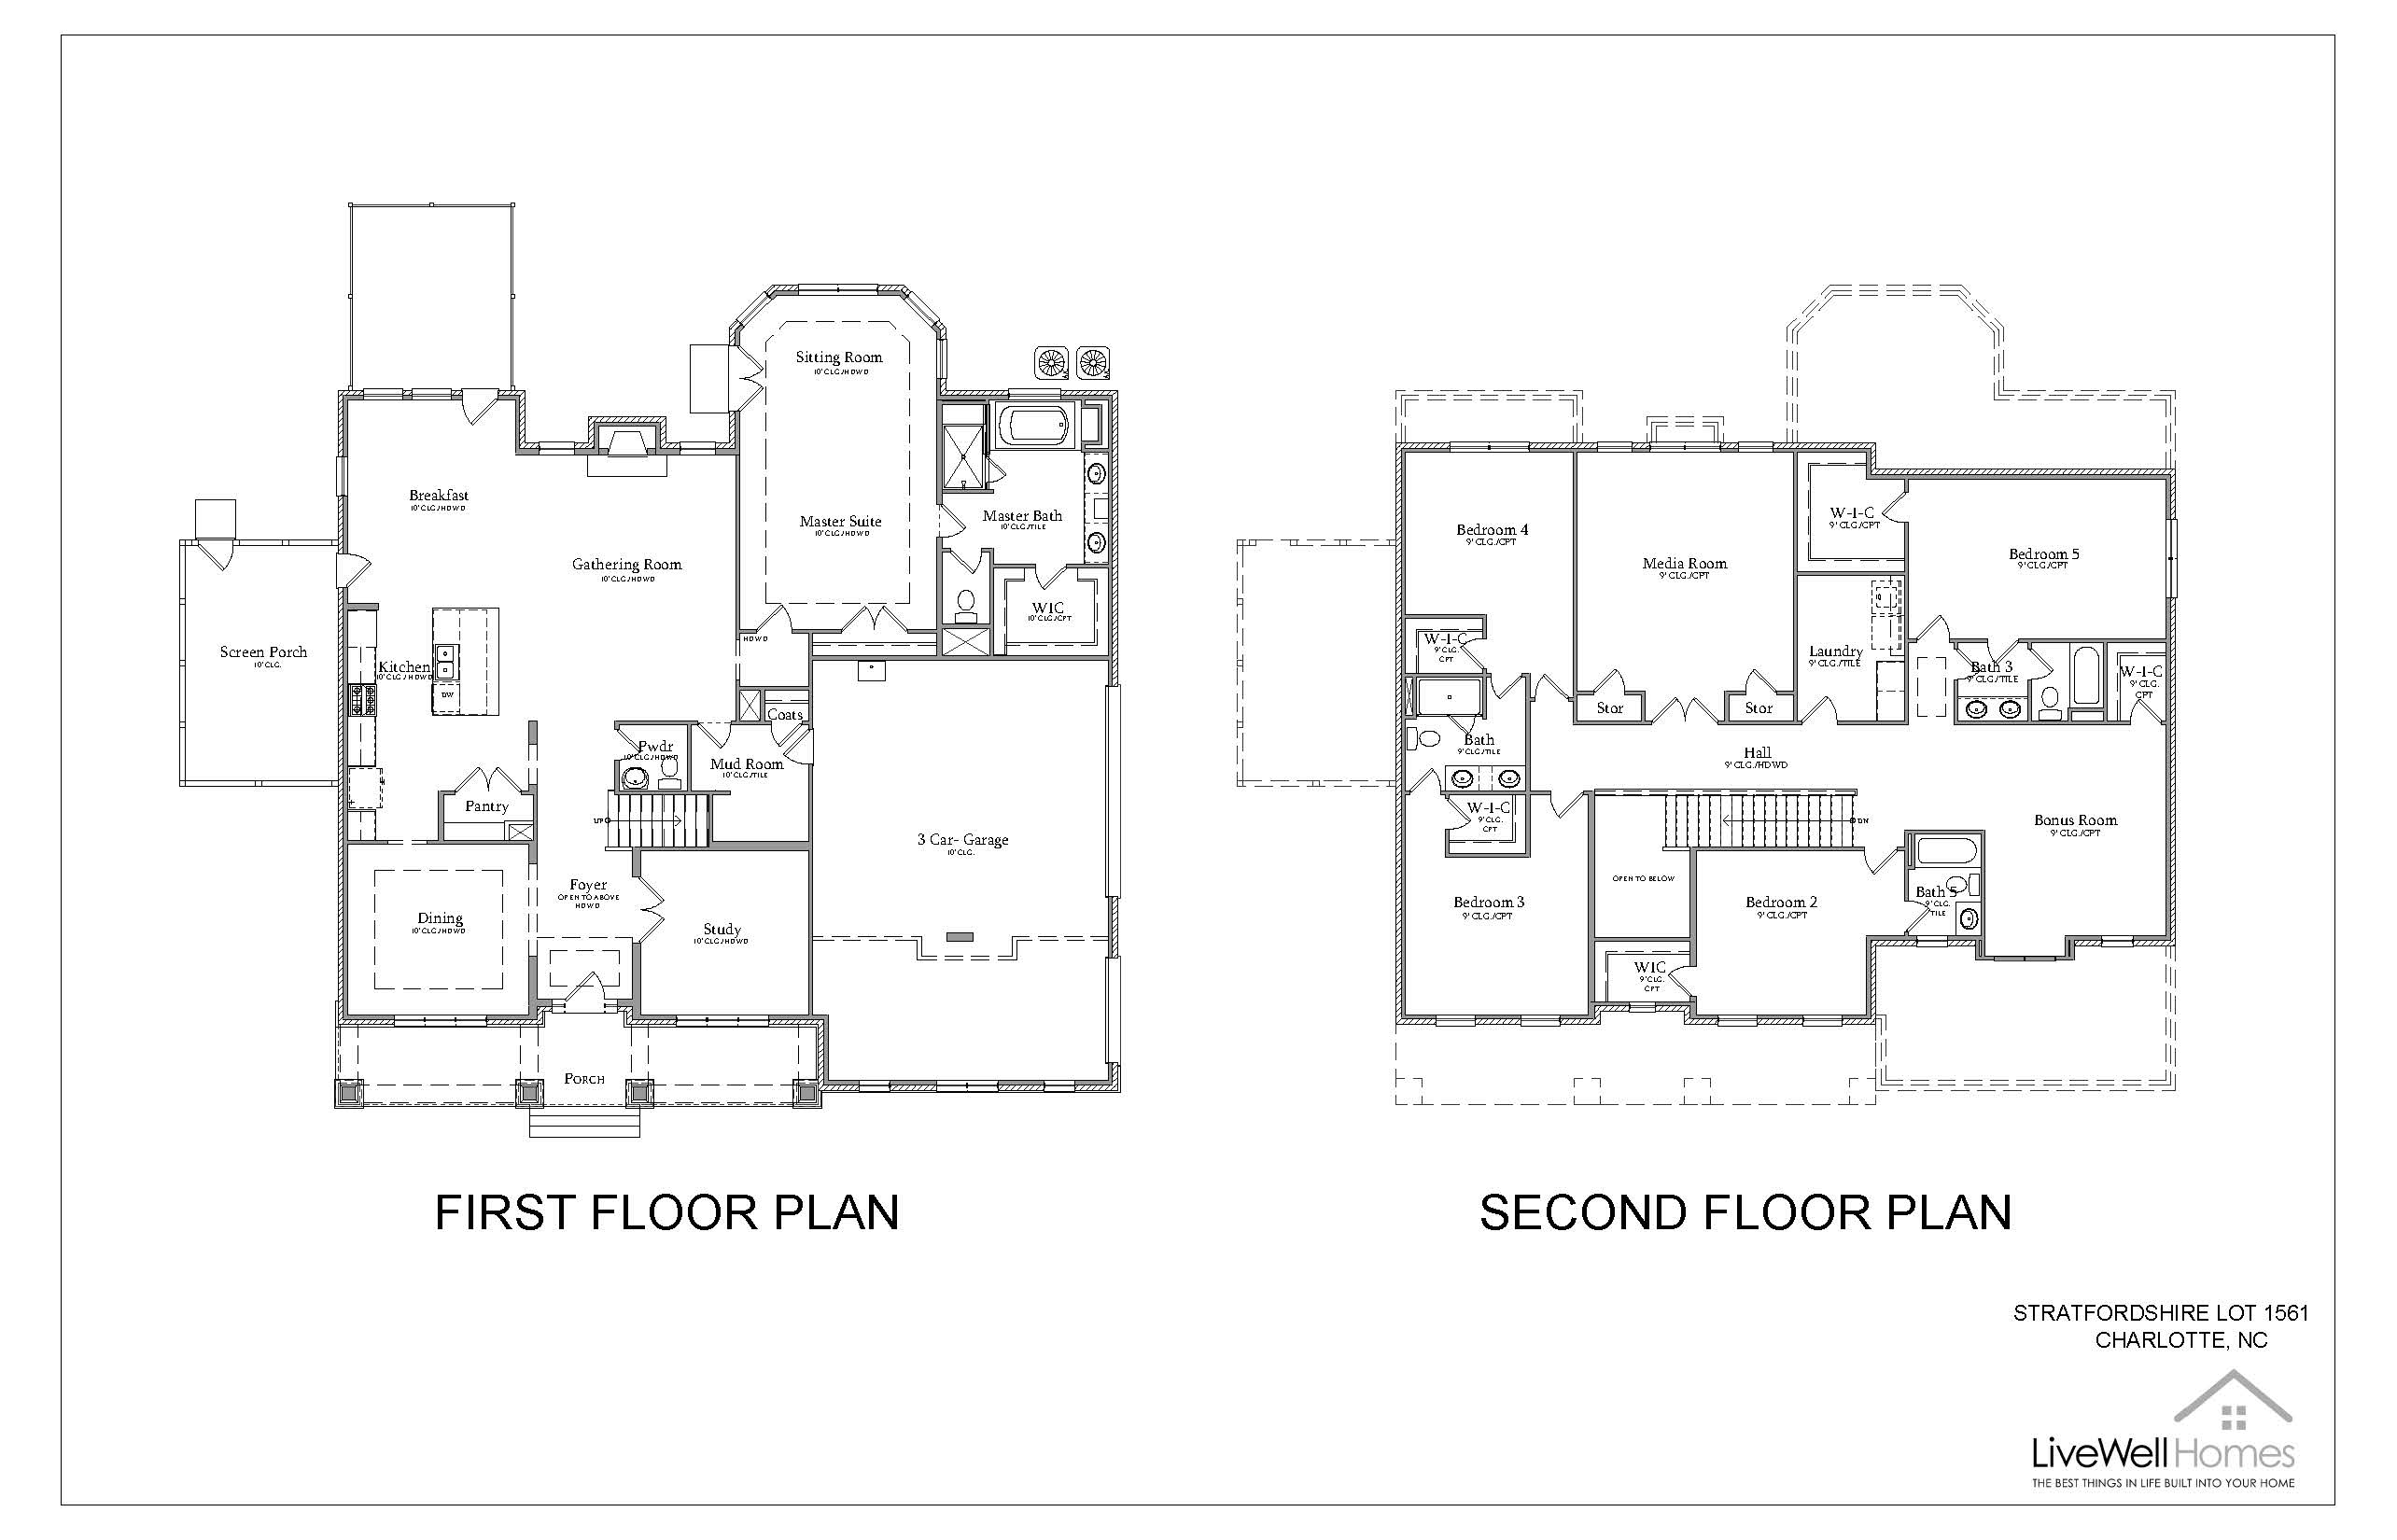 Sitting Room
10' CLG./HDWD
Breakfast
10' CLG./HDWD
Master Suite
10' CLG./HDWD
Master Bath
10' CLG./TILE
Gathering Room
10' CLG./HDWD
WIC
10' CLG./CPT
HDWD
Screen Porch
10' CLG.
Kitchen
10' CLG./HDWD
DW
Coats
Pwdr
10' CLG./HDWD
Mud Room
10' CLG./TILE
Pantry
UP
3 Car- Garage
10' CLG.
Foyer
OPEN TO ABOVE
HDWD
Dining
10' CLG./HDWD
Study
10' CLG./HDWD
PORCH
FIRST FLOOR PLAN
W-I-C
9' CLG./CPT
Bedroom 4
9' CLG./CPT
Media Room
9' CLG./CPT
Bedroom 5
9' CLG./CPT
W-I-C
9' CLG.
CPT
Laundry
9' CLG./TILE
Bath 3
9' CLG./TILE
W-I-C
9' CLG.
CPT
Stor
Stor
Bath
9' CLG./TILE
Hall
9' CLG./HDWD
W-I-C
9' CLG.
CPT
DN
Bonus Room
9' CLG./CPT
OPEN TO BELOW
Bedroom 3
9' CLG./CPT
Bedroom 2
9' CLG./CPT
Bath 5
9' CLG.
TILE
WIC
9' CLG.
CPT
SECOND FLOOR PLAN
STRATFORDSHIRE LOT 1561
CHARLOTTE, NC
LiveWell Homes
THE BEST THINGS IN LIFE BUILT INTO YOUR HOME